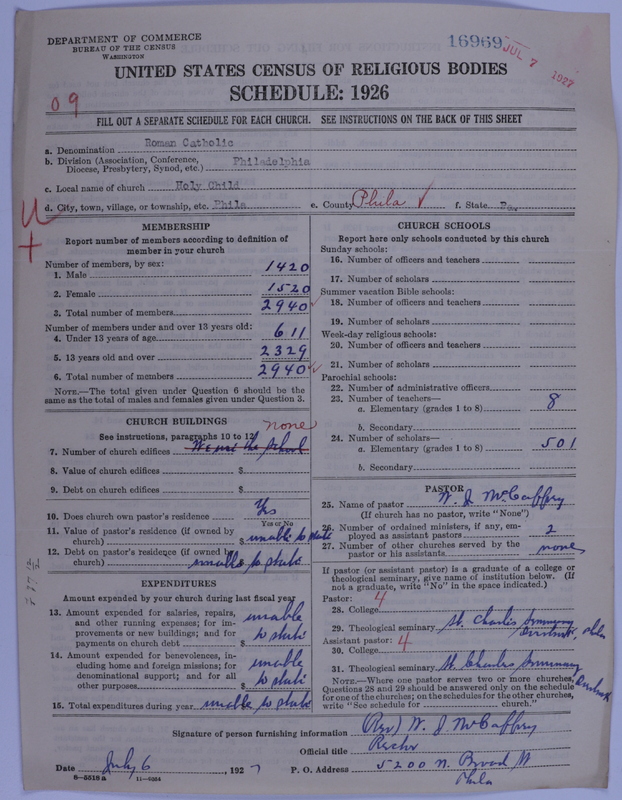 DEPARTMENT OF COMMERCE
BUREAU OF THE CENSUS
WASHINGTON
16969
JUL 7 1927
UNITED STATES CENSUS OF RELIGIOUS BODIES
SCHEDULE: 1926
09
FILL OUT A SEPARATE SCHEDULE FOR EACH CHURCH. SEE INSTRUCTIONS ON THE BACK OF THIS SHEET
a. Denomination Roman Catholic
b. Division (Association, Conference, Diocese, Presbytery, Synod, etc.) Philadelphia
c. Local name of church Holy Child
d. City, town, village, or township, etc. Phila e. County Phila f. State Pa.
U
+
MEMBERSHIP
Report number of members according to definition of
member in your church
Number of members, by sex:
1. Male 1420
2. Female 1520
3. Total number of members 2940
Number of members under and over 13 years old:
4. Under 13 years of age 611
5. 13 years old and over 2329
6. Total number of members 2940
NOTE.—The total given under Question 6 should be
same as the total of males and females given under Question 3.
CHURCH BUILDINGS
none
See instructions, paragraphs 10 to 12
7. Number of church edifices We use the school
8. Value of church edifices $
9. Debt on church edifices $
10. Does church own pastor's residence Yes
Yes or No
11. Value of pastor's residence (if owned by
church) $ unable to state
12. Debt on pastor's residence (if owned by
church) unable to state
EXPENDITURES
Amount expended by your church during last fiscal year
13. Amount expended for salaries, repairs,
and other running expenses; for im-
provements or new buildings; and for
payments on church debt $ unable to state
14. Amount expended for benevolences, in-
cluding home and foreign missions; for
denominational support; and for all
other purposes $ unable to state
15. Total expenditures during year unable to state
CHURCH SCHOOLS
Report here only schools conducted by this church
Sunday schools:
16. Number of officers and teachers
17. Number of scholars
Summer vacation Bible schools:
18. Number of officers and teachers
19. Number of scholars
Week-day religious schools:
20. Number of officers and teachers
21. Number of scholars
Parochial schools:
22. Number of administrative officers
23. Number of teachers—
a. Elementary (grades 1 to 8) 8
b. Secondary
24. Number of scholars—
a. Elementary (grades 1 to 8) 501
b. Secondary
PASTOR
25. Name of pastor W. J. McCaffrey
(If church has no pastor, write "None")
26. Number of ordained ministers, if any, em-
ployed as assistant pastors 2
27. Number of other churches served by the
pastor or his assistants none
If pastor (or assistant pastor) is a graduate of a college or
theological seminary, give name of institution below. (If
not a graduate, write "No" in the space indicated.)
Pastor: 4
28. College
29. Theological seminary St. Charles Seminary Overbrook Phila
Assistant pastor: 4
30. College
31. Theological seminary St. Charles Seminary Overbrook
NOTE.—Where one pastor serves two or more churches,
Questions 28 and 29 should be answered only on the schedule
for one of the churches; on the schedules for the other churches,
write "See schedule for church."
Signature of person furnishing information (Rev) W. J. McCaffrey
Official title Rector
Date July 6, 1927 P. O. Address 5200 N. Broad St
Phila
8—5518a 11—5564